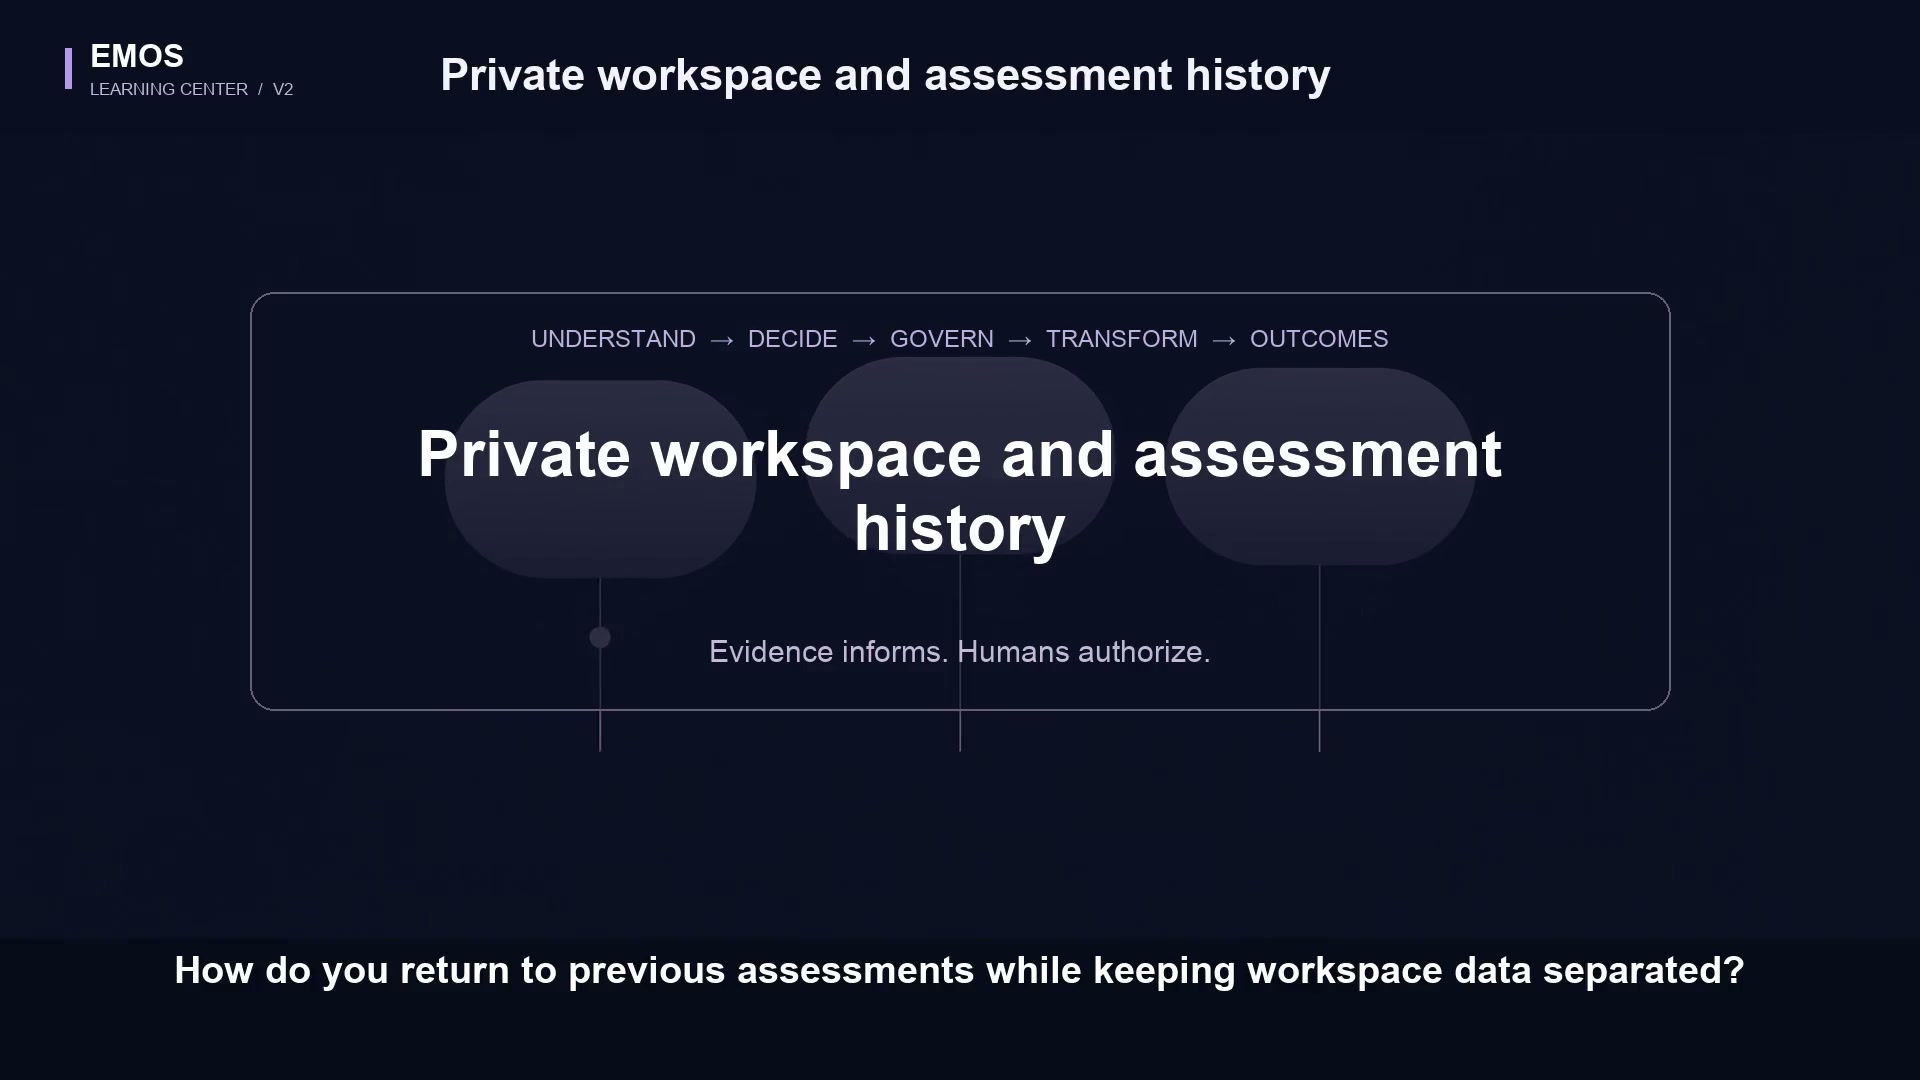 EMOS
LEARNING CENTER / V2
Private workspace and assessment history
UNDERSTAND → DECIDE → GOVERN → TRANSFORM → OUTCOMES
Private workspace and assessment
history
Evidence informs. Humans authorize.
How do you return to previous assessments while keeping workspace data separated?